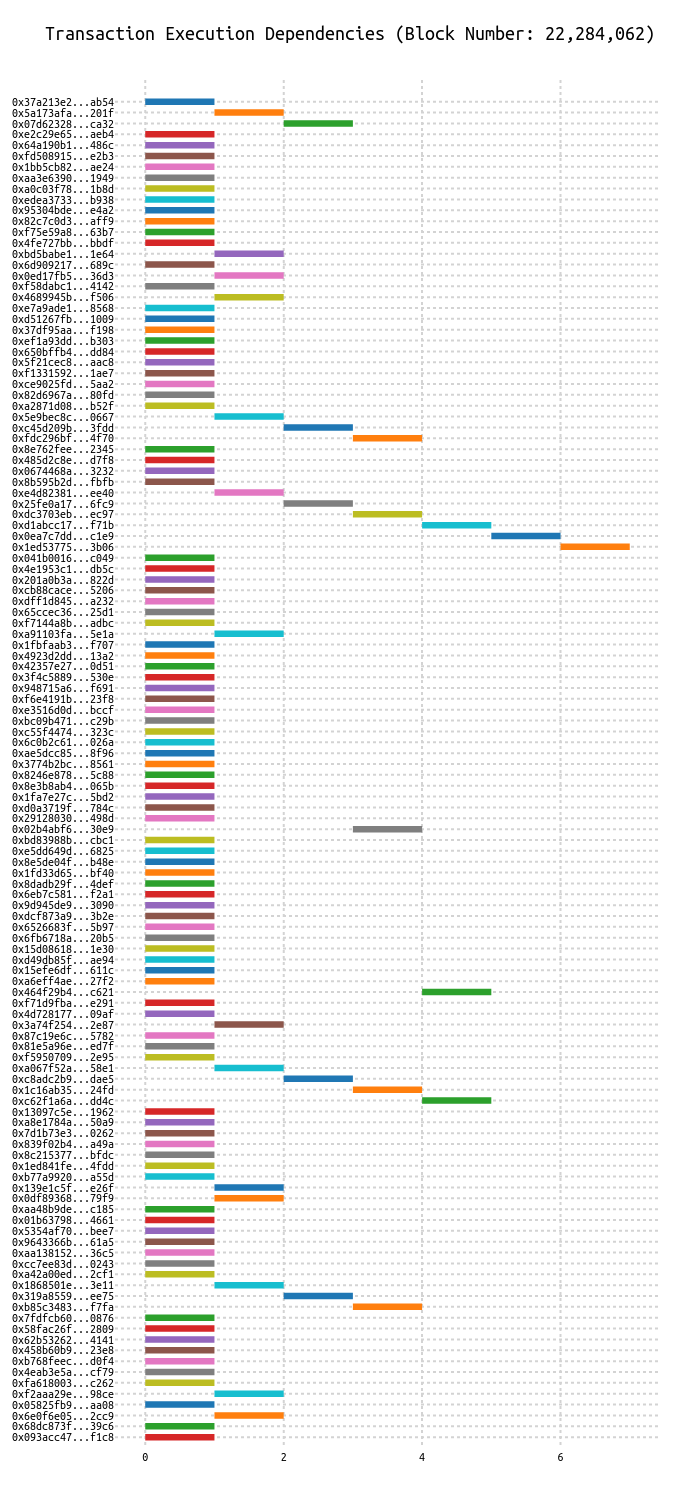 Transaction Execution Dependencies (Block Number: 22,284,062)
0x37a213e2...ab54
0x5a173afa...201f
0x07d62328...ca32
0xe2c29e65...aeb4
0x64a190b1...486c
0xfd508915...e2b3
0x1bb5cb82...ae24
0xaa3e6390...1949
0xa0c03f78...1b8d
0xedea3733...b938
0x95304bde...e4a2
0x82c7c0d3...aff9
0xf75e59a8...63b7
0x4fe727bb...bbdf
0xbd5babe1...1e64
0x6d909217...689c
0x0ed17fb5...36d3
0xf58dabc1...4142
0x4689945b...f506
0xe7a9ade1...8568
0xd51267fb...1009
0x37df95aa...f198
0xef1a93dd...b303
0x650bffb4...dd84
0x5f21cec8...aac8
0xf1331592...1ae7
0xce9025fd...5aa2
0x82d6967a...80fd
0xa2871d08...b52f
0x5e9bec8c...0667
0xc45d209b...3fdd
0xfdc296bf...4f70
0x8e762fee...2345
0x485d2c8e...d7f8
0x0674468a...3232
0x8b595b2d...fbfb
0xe4d82381...ee40
0x25fe0a17...6fc9
0xdc3703eb...ec97
0xd1abcc17...f71b
0x0ea7c7dd...c1e9
0x1ed53775...3b06
0x041b0016...c049
0x4e1953c1...db5c
0x201a0b3a...822d
0xcb88cace...5206
0xdff1d845...a232
0x65ccec36...25d1
0xf7144a8b...adbc
0xa91103fa...5e1a
0x1fbfaab3...f707
0x4923d2dd...13a2
0x42357e27...0d51
0x3f4c5889...530e
0x948715a6...f691
0xf6e4191b...23f8
0xe3516d0d...bccf
0xbc09b471...c29b
0xc55f4474...323c
0x6c0b2c61...026a
0xae5dcc85...8f96
0x3774b2bc...8561
0x8246e878...5c88
0x8e3b8ab4...065b
0x1fa7e27c...5bd2
0xd0a3719f...784c
0x29128030...498d
0x02b4abf6...30e9
0xbd83988b...cbc1
0xe5dd649d...6825
0x8e5de04f...b48e
0x1fd33d65...bf40
0x8dadb29f...4def
0x6eb7c581...f2a1
0x9d945de9...3090
0xdcf873a9...3b2e
0x6526683f...5b97
0x6fb6718a...20b5
0x15d08618...1e30
0xd49db85f...ae94
0x15efe6df...611c
0xa6eff4ae...27f2
0x464f29b4...c621
0xf71d9fba...e291
0x4d728177...09af
0x3a74f254...2e87
0x87c19e6c...5782
0x81e5a96e...ed7f
0xf5950709...2e95
0xa067f52a...58e1
0xc8adc2b9...dae5
0x1c16ab35...24fd
0xc62f1a6a...dd4c
0x13097c5e...1962
0xa8e1784a...50a9
0x7d1b73e3...0262
0x839f02b4...a49a
0x8c215377...bfdc
0x1ed841fe...4fdd
0xb77a9920...a55d
0x139e1c5f...e26f
0x0df89368...79f9
0xaa48b9de...c185
0x01b63798...4661
0x5354af70...bee7
0x9643366b...61a5
0xaa138152...36c5
0xcc7ee83d...0243
0xa42a00ed...2cf1
0x1868501e...3e11
0x319a8559...ee75
0xb85c3483...f7fa
0x7fdfcb60...0876
0x58fac26f...2809
0x62b53262...4141
0x458b60b9...23e8
0xb768feec...d0f4
0x4eab3e5a...cf79
0xfa618003...c262
0xf2aaa29e...98ce
0x05825fb9...aa08
0x6e0f6e05...2cc9
0x68dc873f...39c6
0x093acc47...f1c8
0 2 4 6